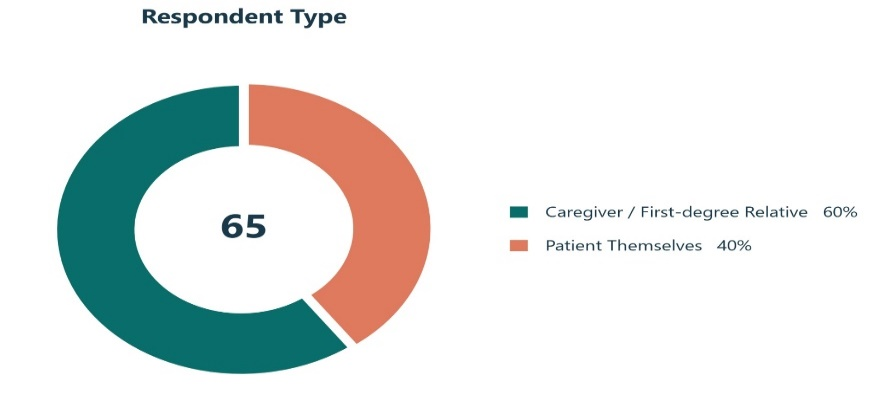 Respondent Type
65
Caregiver / First-degree Relative 60%
Patient Themselves 40%